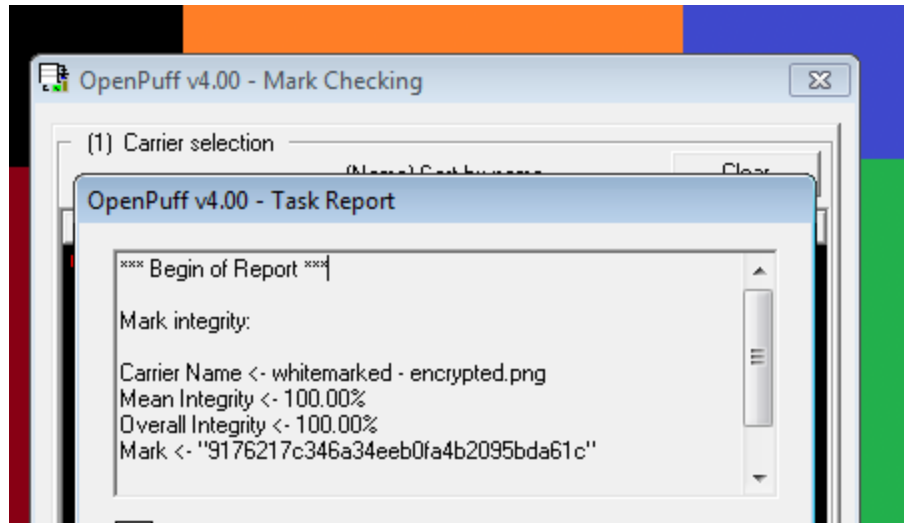 OpenPuff v4.00 - Mark Checking
(1) Carrier selection
OpenPuff v4.00 - Task Report
*** Begin of Report ***
Mark integrity:
Carrier Name <- whitemarked - encrypted.png
Mean Integrity <- 100.00%
Overall Integrity <- 100.00%
Mark <- "9176217c346a34eeb0fa4b2095bda61c"